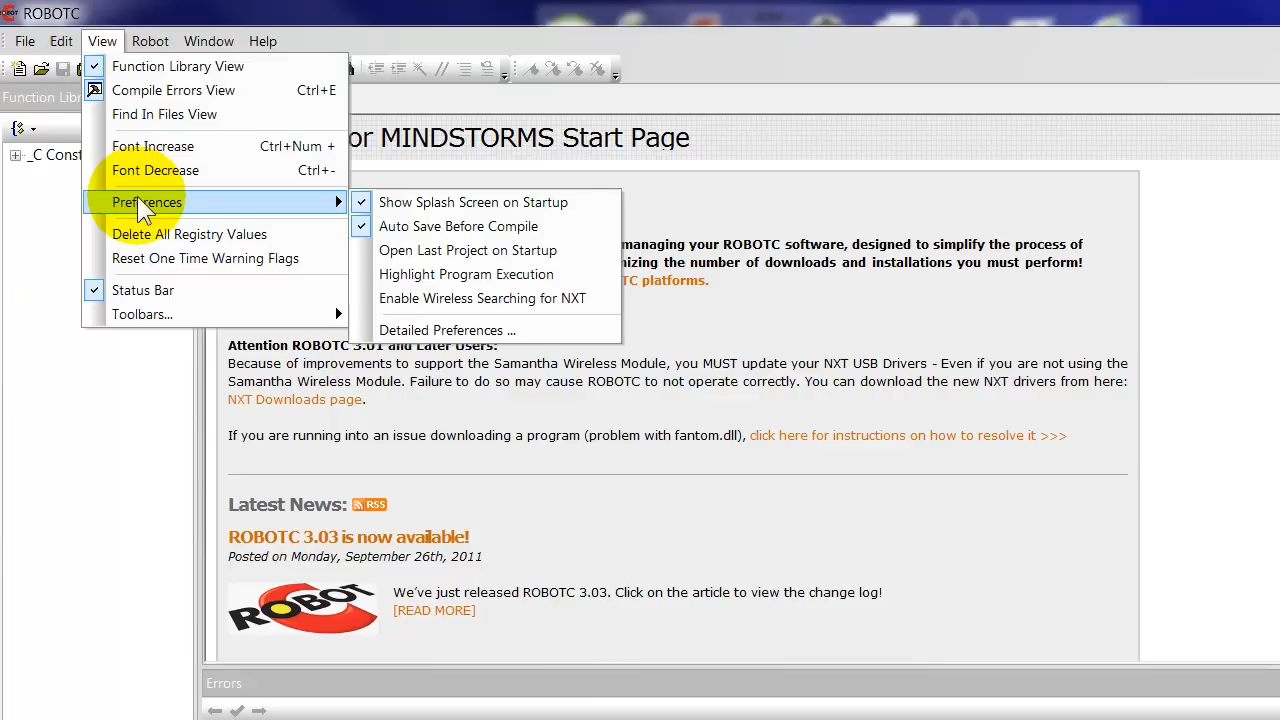 ROBOTC
File Edit View Robot Window Help
Function Library View
Compile Errors View Ctrl+E
Find In Files View
Font Increase Ctrl+Num +
Font Decrease Ctrl+-
Preferences
Delete All Registry Values
Reset One Time Warning Flags
Status Bar
Toolbars...
Show Splash Screen on Startup
Auto Save Before Compile
Open Last Project on Startup
Highlight Program Execution
Enable Wireless Searching for NXT
Detailed Preferences ...
Function Libr
_C Const
or MINDSTORMS Start Page
managing your ROBOTC software, designed to simplify the process of
mizing the number of downloads and installations you must perform!
TC platforms.
Attention ROBOTC 3.01 and Later Users:
Because of improvements to support the Samantha Wireless Module, you MUST update your NXT USB Drivers - Even if you are not using the
Samantha Wireless Module. Failure to do so may cause ROBOTC to not operate correctly. You can download the new NXT drivers from here:
NXT Downloads page.
If you are running into an issue downloading a program (problem with fantom.dll), click here for instructions on how to resolve it >>>
Latest News: RSS
ROBOTC 3.03 is now available!
Posted on Monday, September 26th, 2011
ROBOT
We've just released ROBOTC 3.03. Click on the article to view the change log!
[READ MORE]
Errors